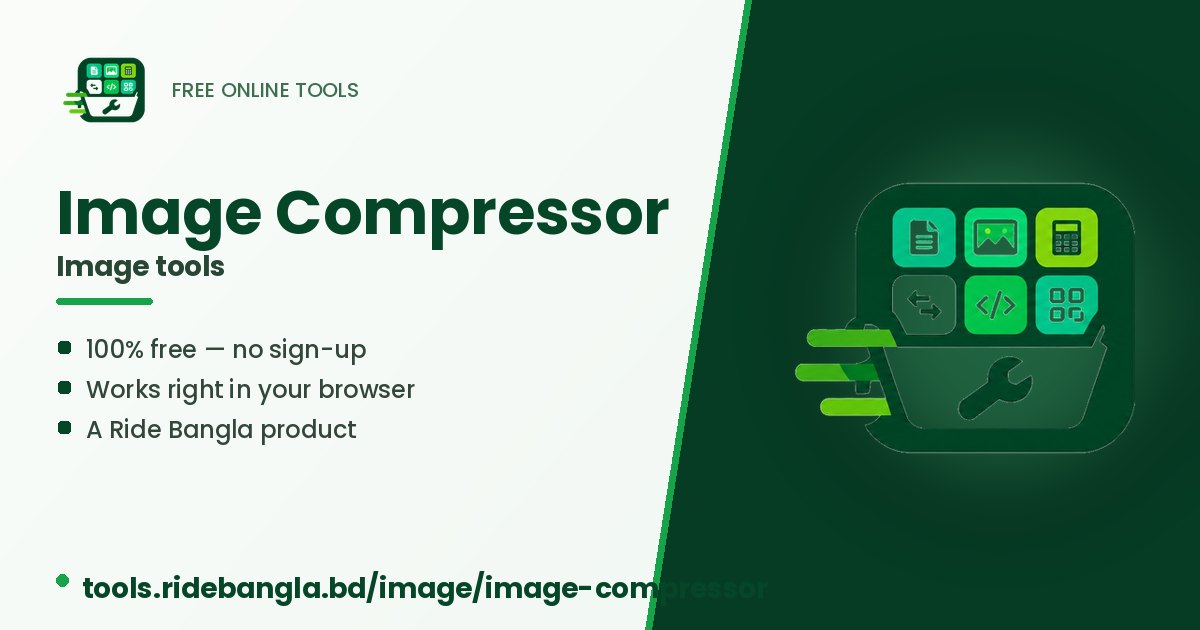 FREE ONLINE TOOLS
Image Compressor
Image tools
100% free — no sign-up
Works right in your browser
A Ride Bangla product
tools.ridebangla.bd/image/image-compressor